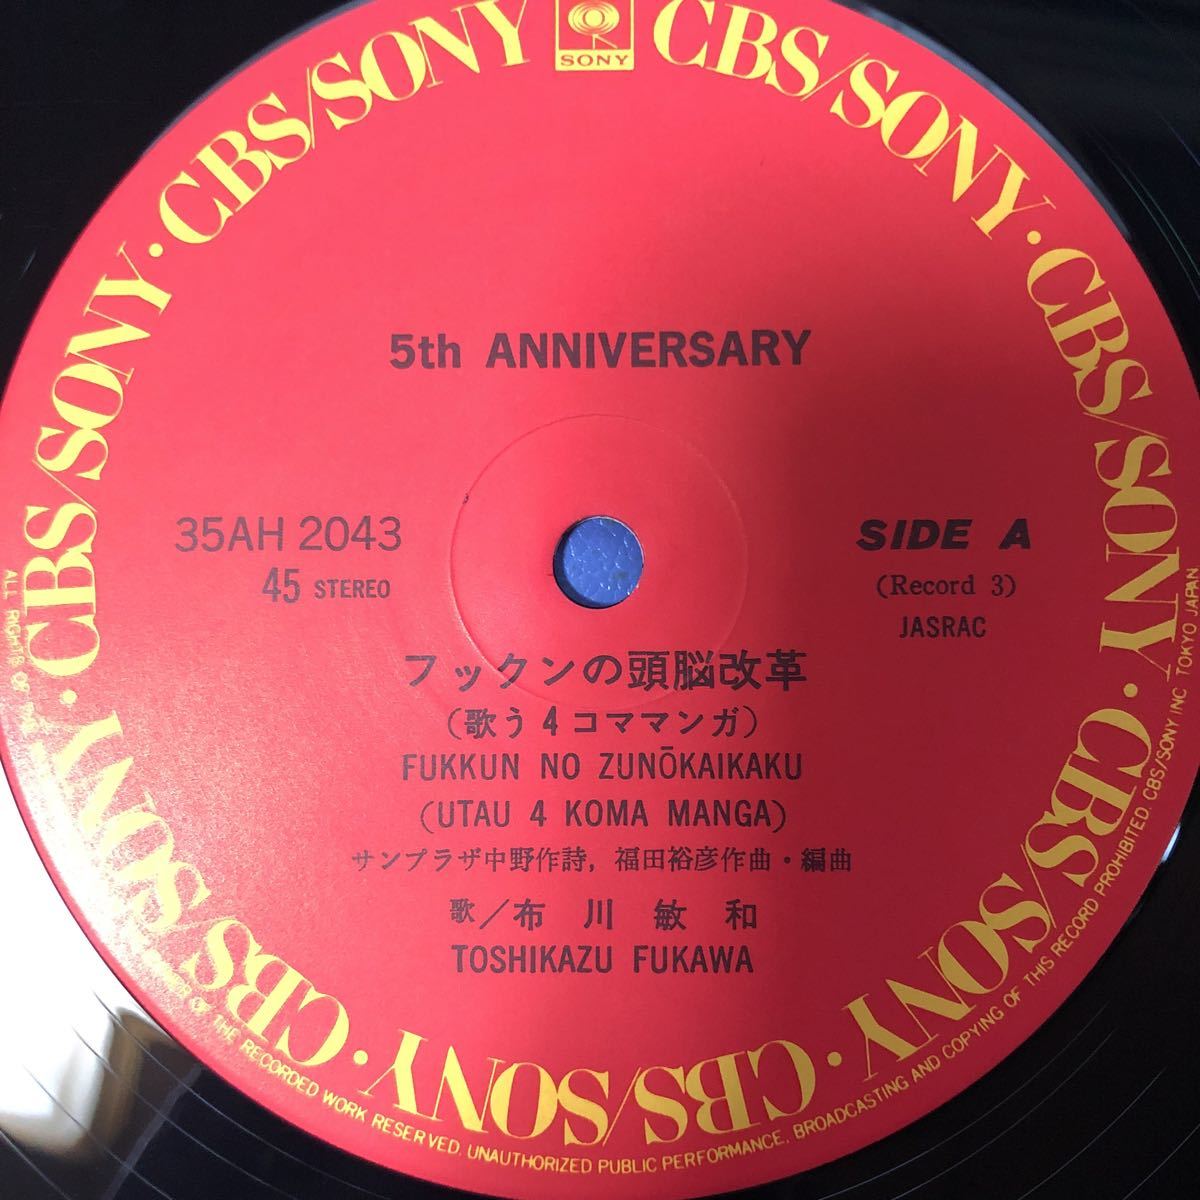 SONY
CBS/SONY · CBS/SONY · CBS/SONY · CBS/SONY · CBS/SONY · CBS/SONY · CBS/SONY · CBS/SONY
5th ANNIVERSARY
35AH 2043
45 STEREO
SIDE A
(Record 3)
JASRAC
フックンの頭脳改革
(歌う4コママンガ)
FUKKUN NO ZUNŌKAIKAKU
(UTAU 4 KOMA MANGA)
サンプラザ中野作詩, 福田裕彦作曲・編曲
歌/布川敏和
TOSHIKAZU FUKAWA
ALL RIGHTS OF THE OF THE RECORDED WORK RESERVED. UNAUTHORIZED PUBLIC PERFORMANCE. BROADCASTING AND COPYING OF THIS RECORD PROHIBITED. CBS/SONY INC TOKYO JAPAN